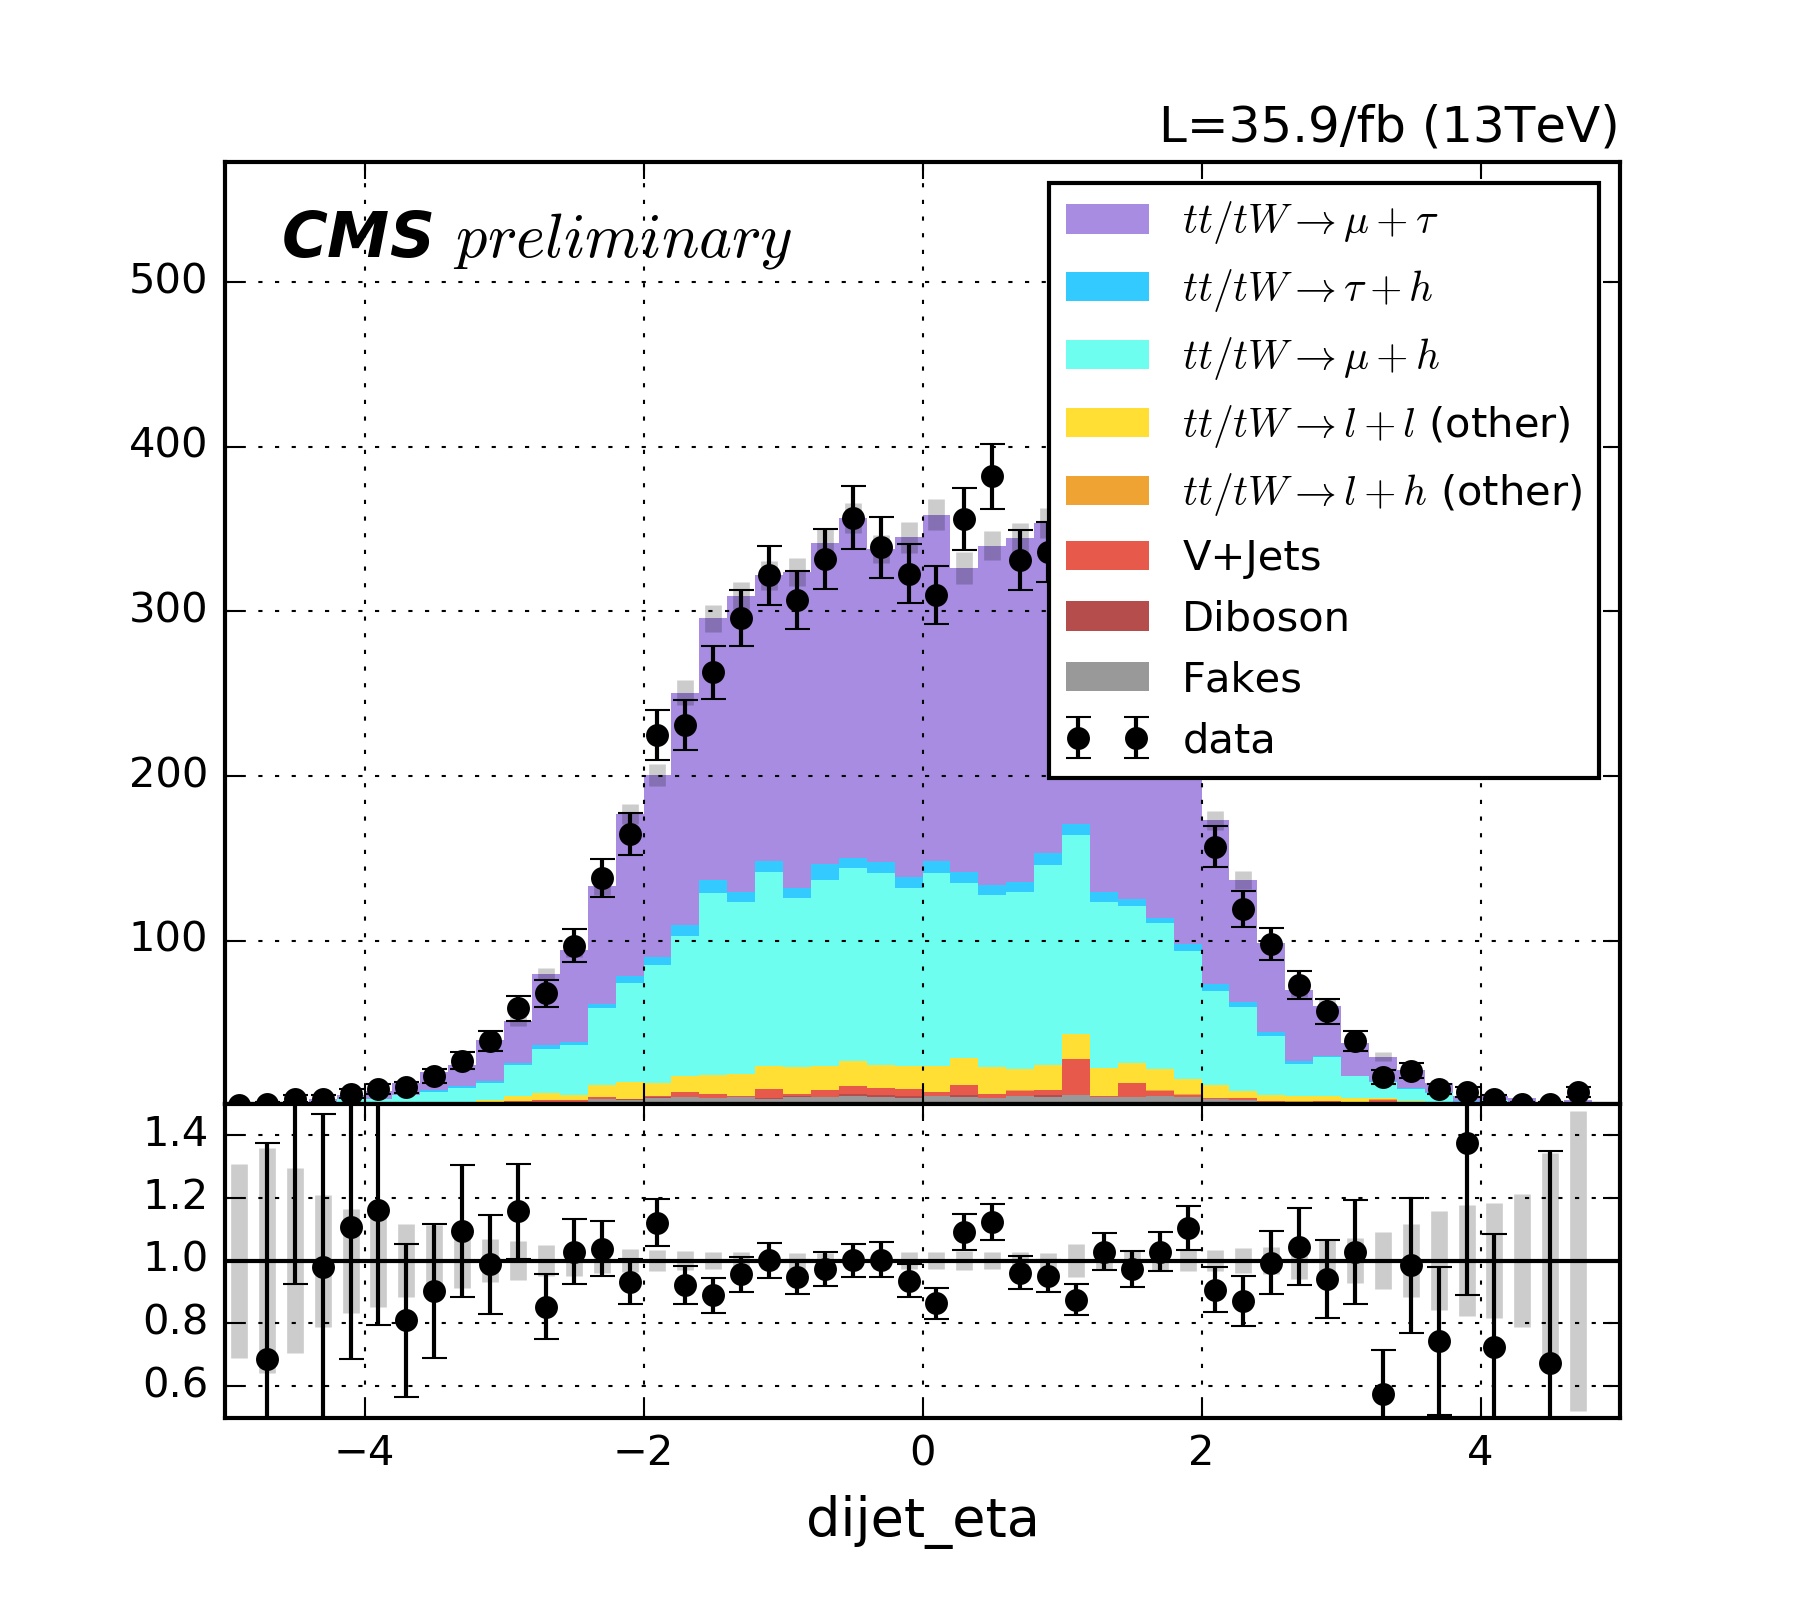 L=35.9/fb (13TeV)
CMS preliminary
tt/tW→μ+τ
tt/tW→τ+h
tt/tW→μ+h
tt/tW→l+l (other)
tt/tW→l+h (other)
V+Jets
Diboson
Fakes
data
500
400
300
200
100
1.4
1.2
1.0
0.8
0.6
−4 −2 0 2 4
dijet_eta